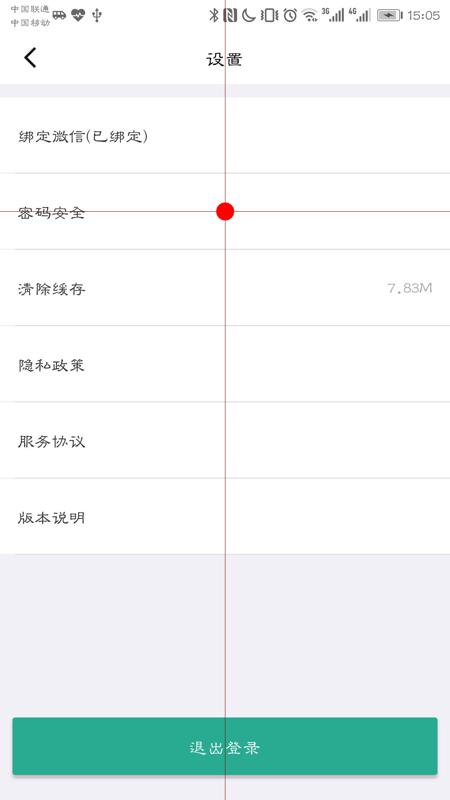 中国联通
中国移动
3G
4G
15:05
设置
绑定微信(已绑定)
密码安全
清除缓存
7.83M
隐私政策
服务协议
版本说明
退出登录